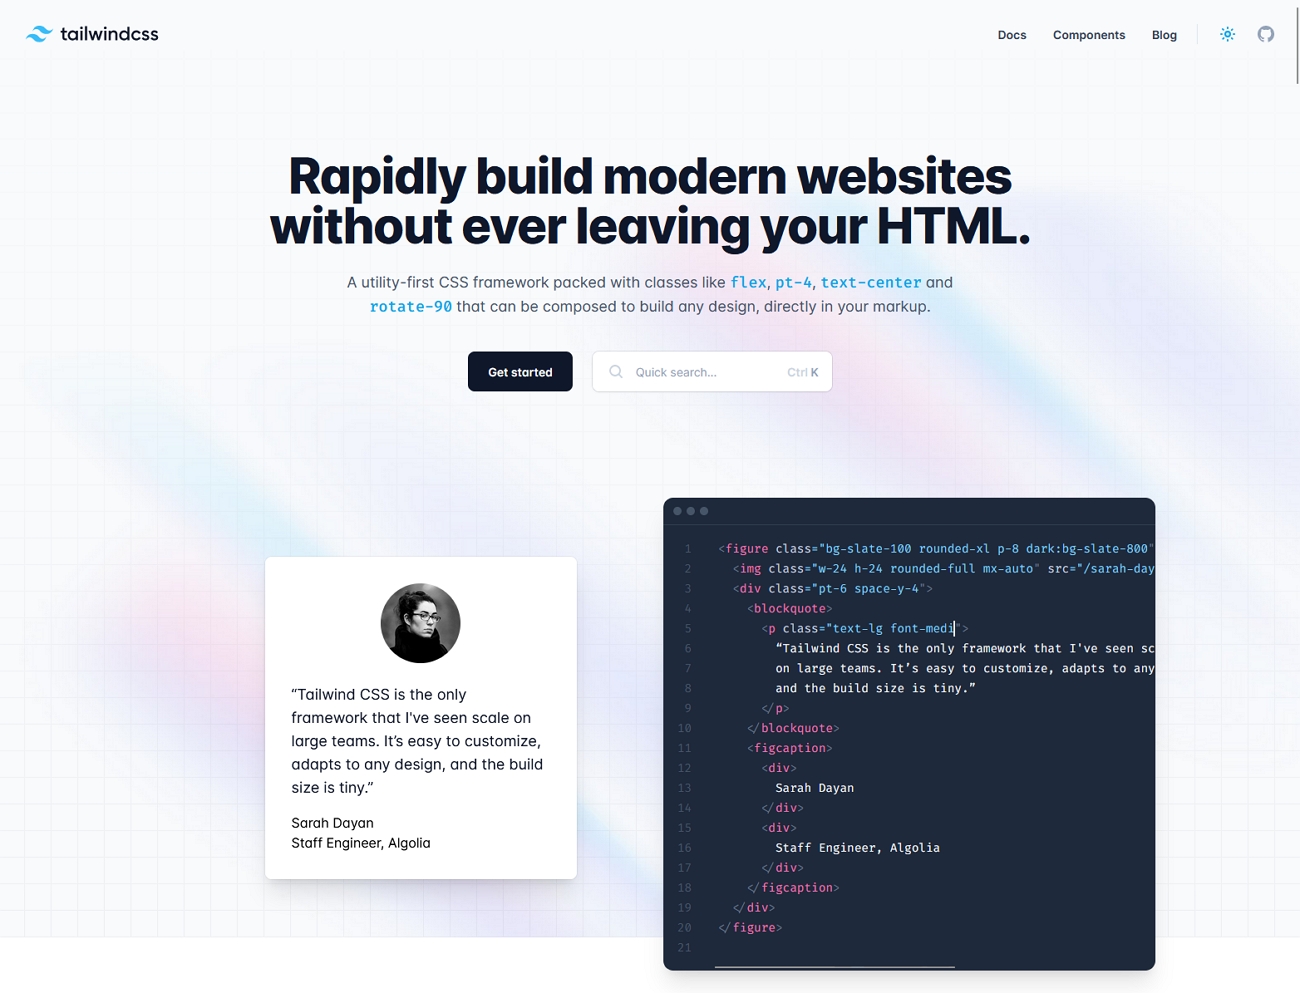 tailwindcss
Docs Components Blog
Rapidly build modern websites
without ever leaving your HTML.
A utility-first CSS framework packed with classes like flex, pt-4, text-center and
rotate-90 that can be composed to build any design, directly in your markup.
Get started
Quick search... Ctrl K
“Tailwind CSS is the only
framework that I've seen scale on
large teams. It’s easy to customize,
adapts to any design, and the build
size is tiny.”
Sarah Dayan
Staff Engineer, Algolia
1 <figure class="bg-slate-100 rounded-xl p-8 dark:bg-slate-800"
2 <img class="w-24 h-24 rounded-full mx-auto" src="/sarah-day
3 <div class="pt-6 space-y-4">
4 <blockquote>
5 <p class="text-lg font-medi">
6 “Tailwind CSS is the only framework that I've seen sc
7 on large teams. It’s easy to customize, adapts to any
8 and the build size is tiny.”
9 </p>
10 </blockquote>
11 <figcaption>
12 <div>
13 Sarah Dayan
14 </div>
15 <div>
16 Staff Engineer, Algolia
17 </div>
18 </figcaption>
19 </div>
20 </figure>
21